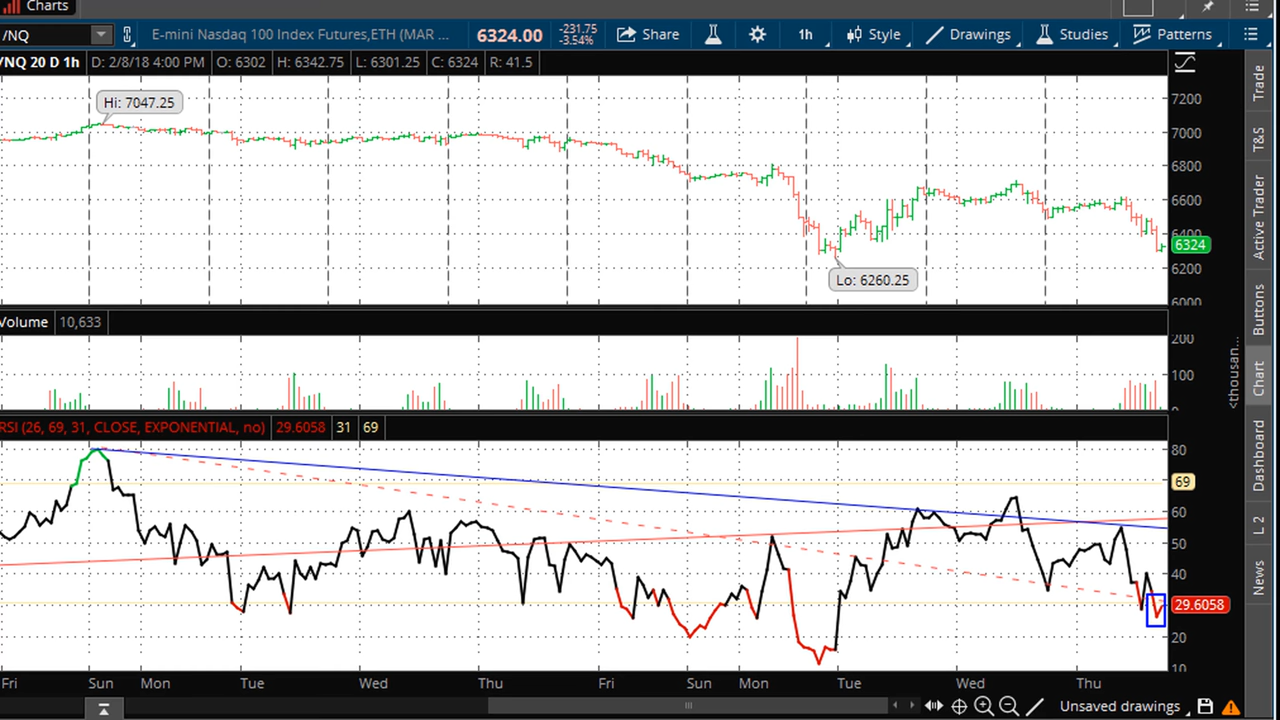 Charts
/NQ E-mini Nasdaq 100 Index Futures,ETH (MAR ... 6324.00 -231.75 -3.54% Share 1h Style Drawings Studies Patterns
/NQ 20 D 1h D: 2/8/18 4:00 PM O: 6302 H: 6342.75 L: 6301.25 C: 6324 R: 41.5
Hi: 7047.25
7200
7000
6800
6600
6400
6324
6200
Lo: 6260.25
6000
Volume 10,633
200
100
0
<thousan...
RSI (26, 69, 31, CLOSE, EXPONENTIAL, no) 29.6058 31 69
80
69
60
50
40
29.6058
20
10
Fri Sun Mon Tue Wed Thu Fri Sun Mon Tue Wed Thu
Unsaved drawings
Trade
T&S
Active Trader
Buttons
Chart
Dashboard
L 2
News